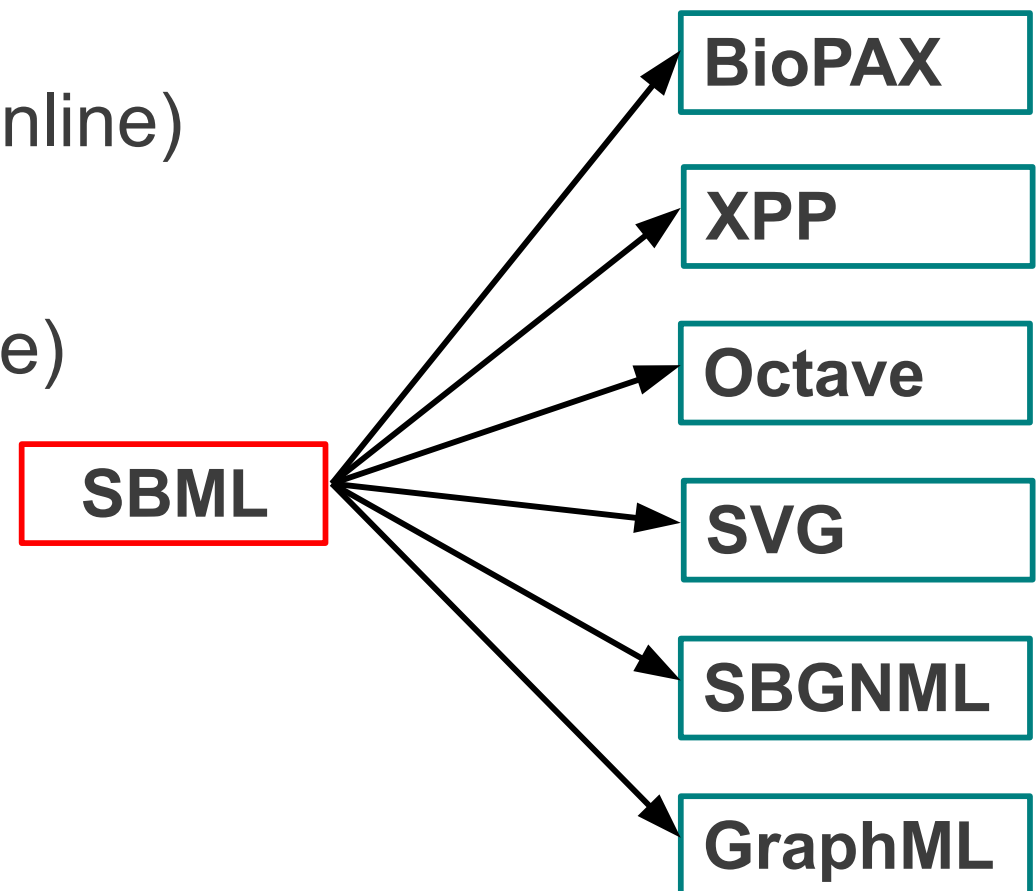 BioPAX
nline)
XPP
e)
Octave
SBML
SVG
SBGNML
GraphML